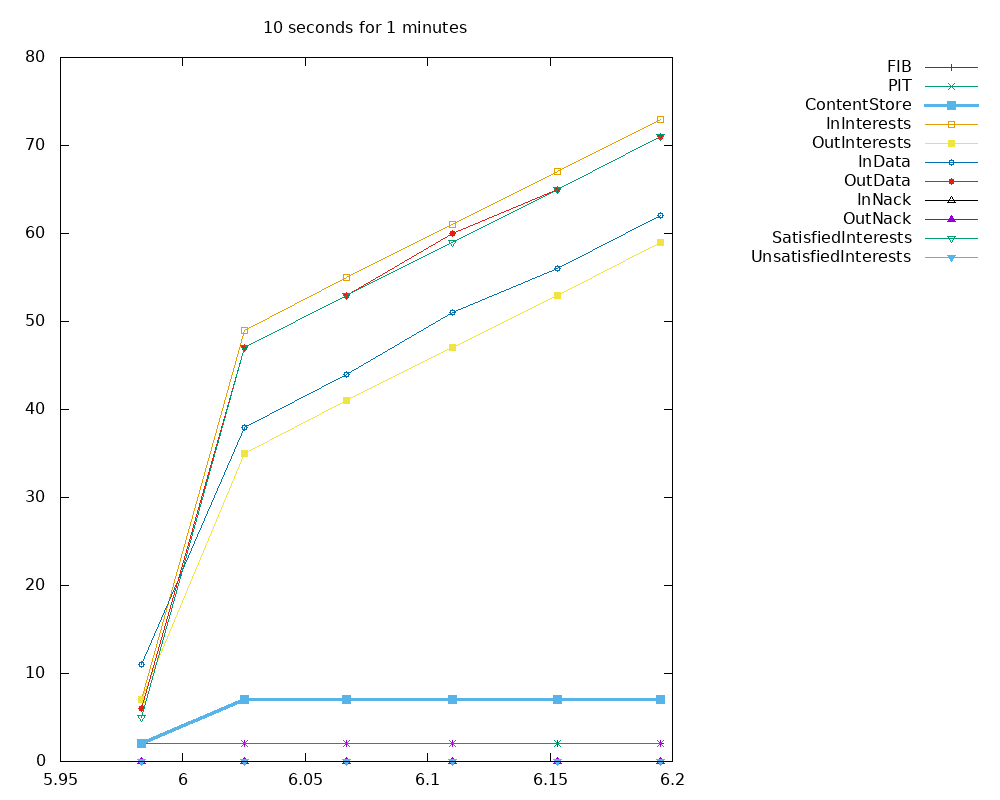 10 seconds for 1 minutes
80
70
60
50
40
30
20
10
0
5.95 6 6.05 6.1 6.15 6.2
FIB
PIT
ContentStore
InInterests
OutInterests
InData
OutData
InNack
OutNack
SatisfiedInterests
UnsatisfiedInterests